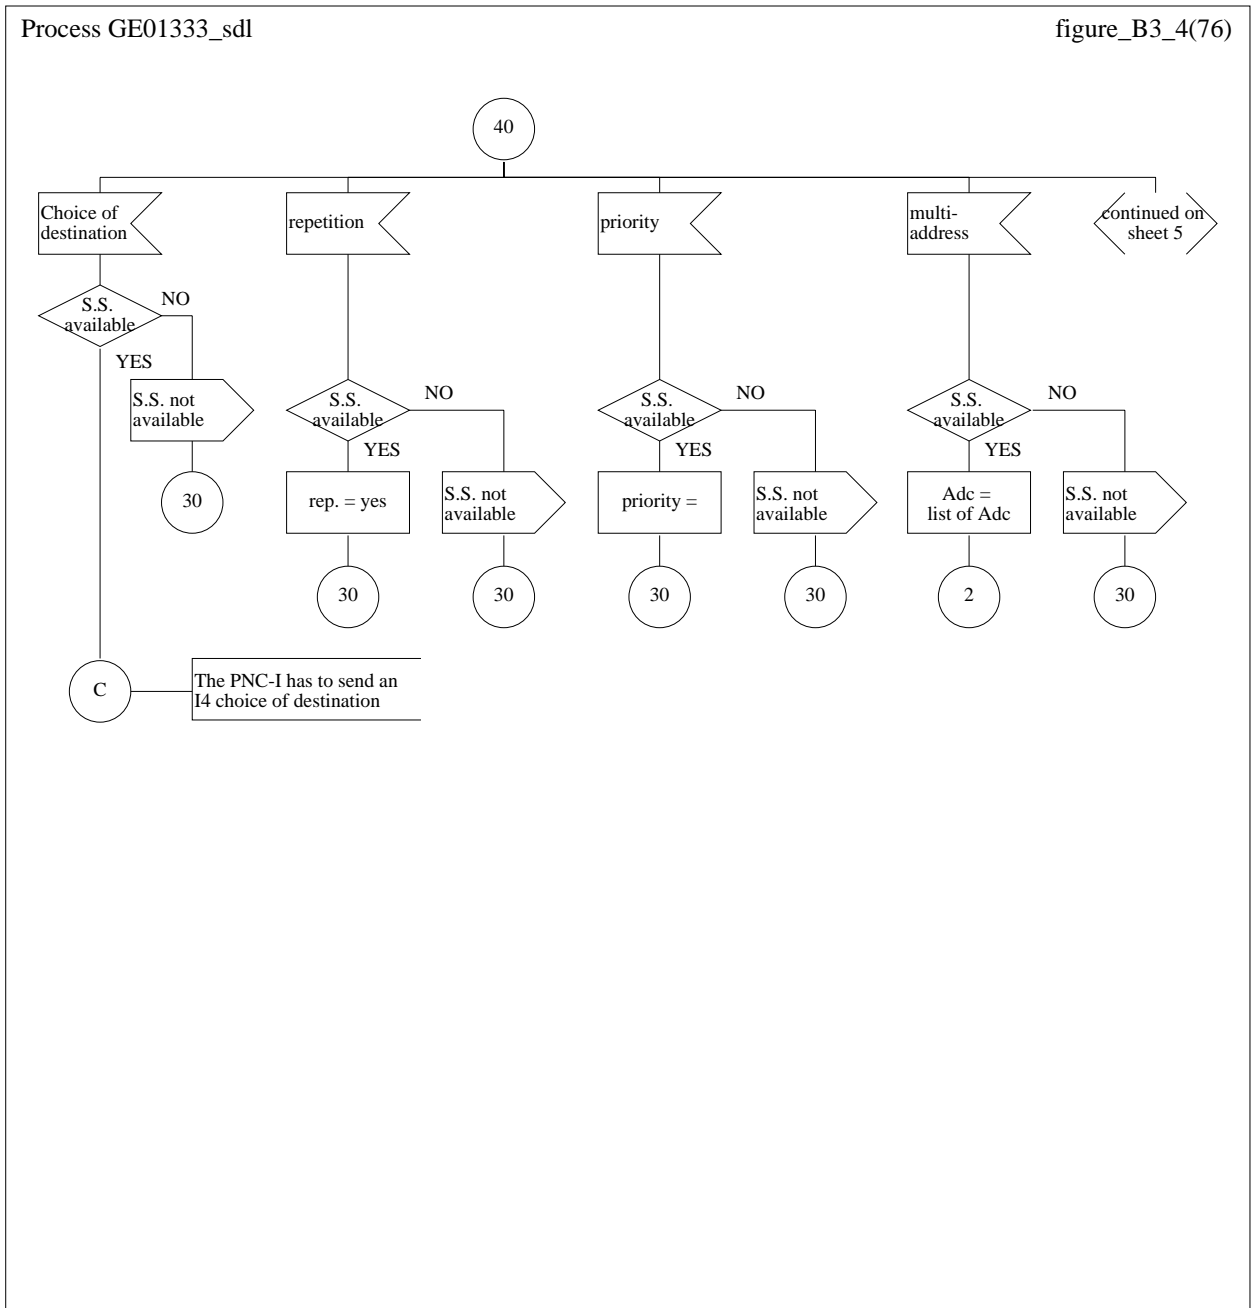 Process GE01333_sdl
figure_B3_4(76)
40
Choice of
destination
repetition
priority
multi-
address
continued on
sheet 5
S.S.
available
NO
YES
S.S. not
available
30
S.S.
available
NO
YES
rep. = yes
S.S. not
available
30
30
S.S.
available
NO
YES
priority =
S.S. not
available
30
30
S.S.
available
NO
YES
Adc =
list of Adc
S.S. not
available
2
30
C
The PNC-I has to send an
I4 choice of destination